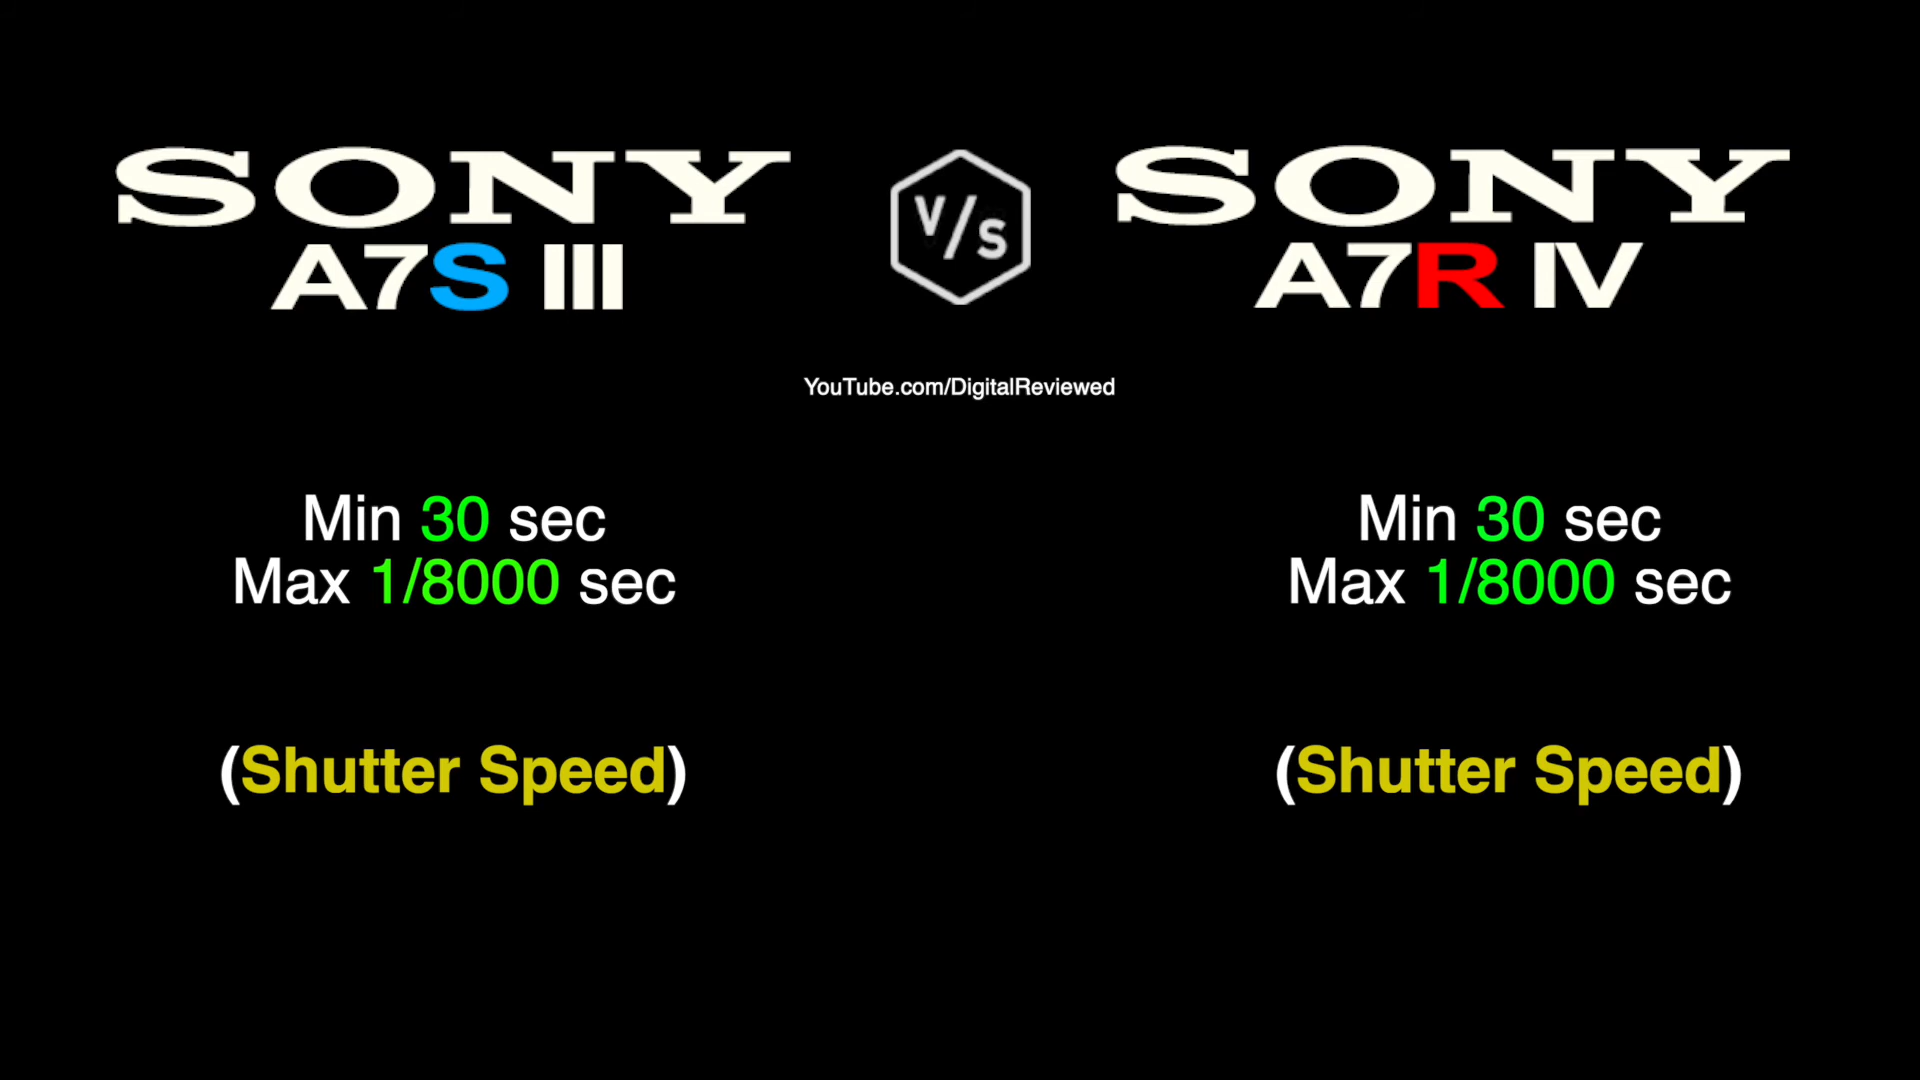 SONY
A7S III
V/S
SONY
A7R IV
YouTube.com/DigitalReviewed
Min 30 sec
Max 1/8000 sec
(Shutter Speed)
Min 30 sec
Max 1/8000 sec
(Shutter Speed)